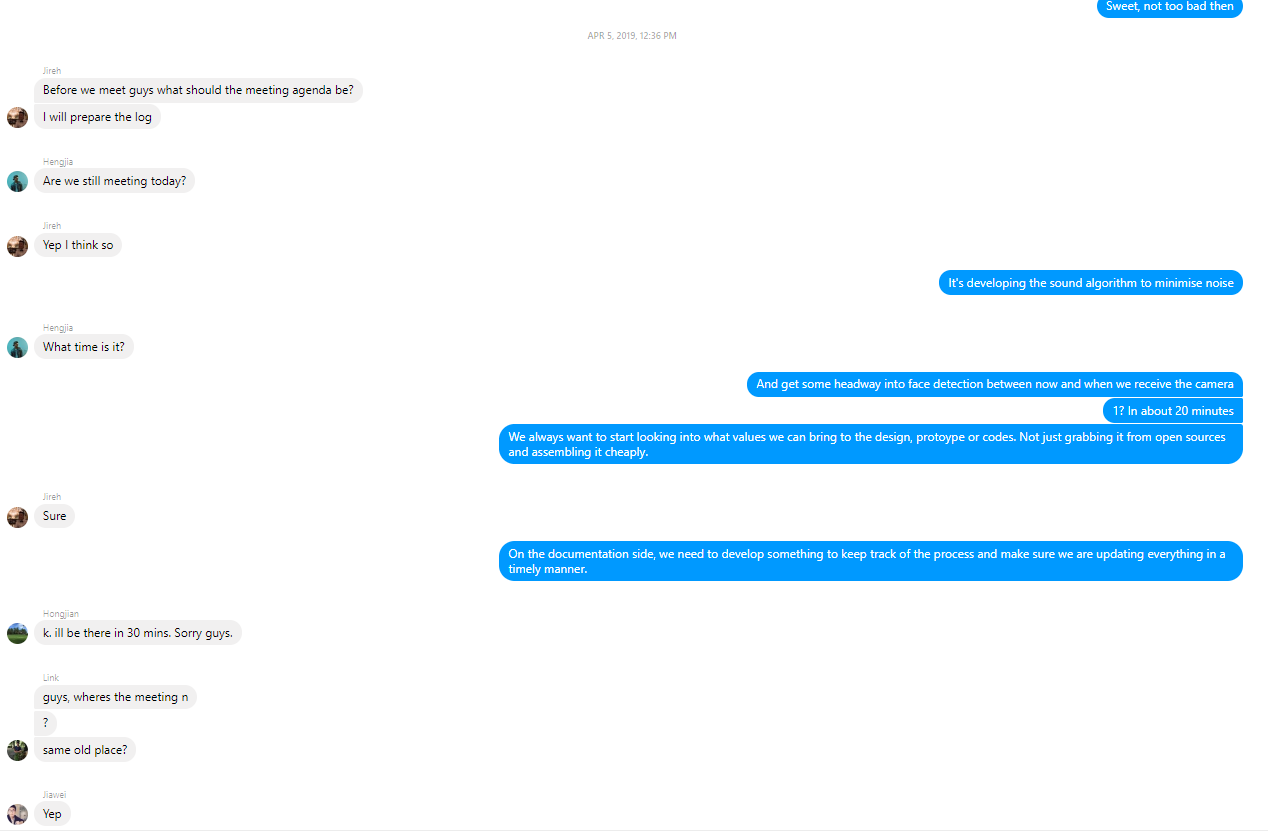 Sweet, not too bad then
APR 5, 2019, 12:36 PM
Jireh
Before we meet guys what should the meeting agenda be?
I will prepare the log
Hengjia
Are we still meeting today?
Jireh
Yep I think so
It's developing the sound algorithm to minimise noise
Hengjia
What time is it?
And get some headway into face detection between now and when we receive the camera
1? In about 20 minutes
We always want to start looking into what values we can bring to the design, protoype or codes. Not just grabbing it from open sources
and assembling it cheaply.
Jireh
Sure
On the documentation side, we need to develop something to keep track of the process and make sure we are updating everything in a
timely manner.
Hongjian
k. ill be there in 30 mins. Sorry guys.
Link
guys, wheres the meeting n
?
same old place?
Jiawei
Yep